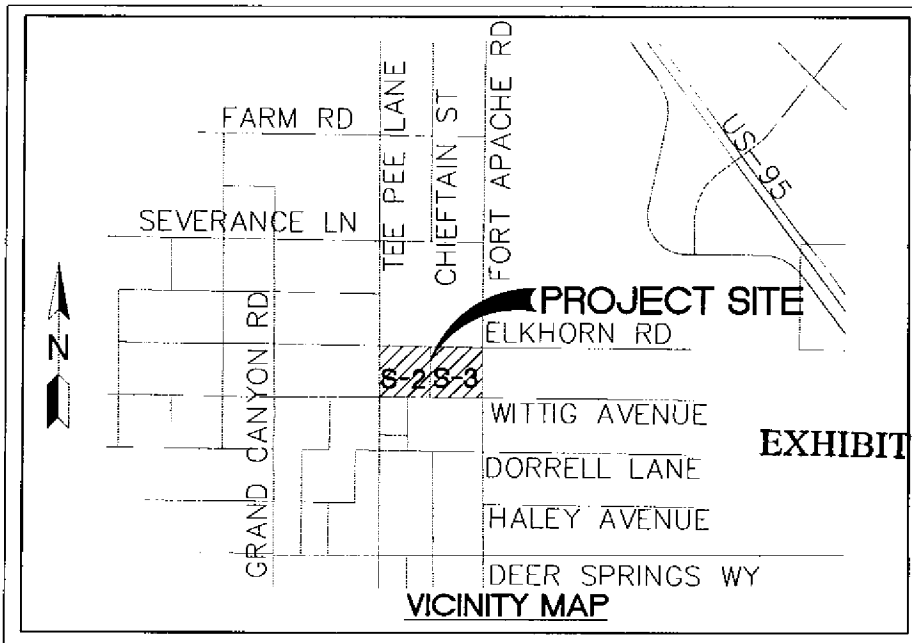 FARM RD
SEVERANCE LN
GRAND CANYON RD
TEE PEE LANE
CHIEFTAIN ST
FORT APACHE RD
US-95
N
PROJECT SITE
ELKHORN RD
S-2
S-3
WITTIG AVENUE
EXHIBIT
DORRELL LANE
HALEY AVENUE
DEER SPRINGS WY
VICINITY MAP